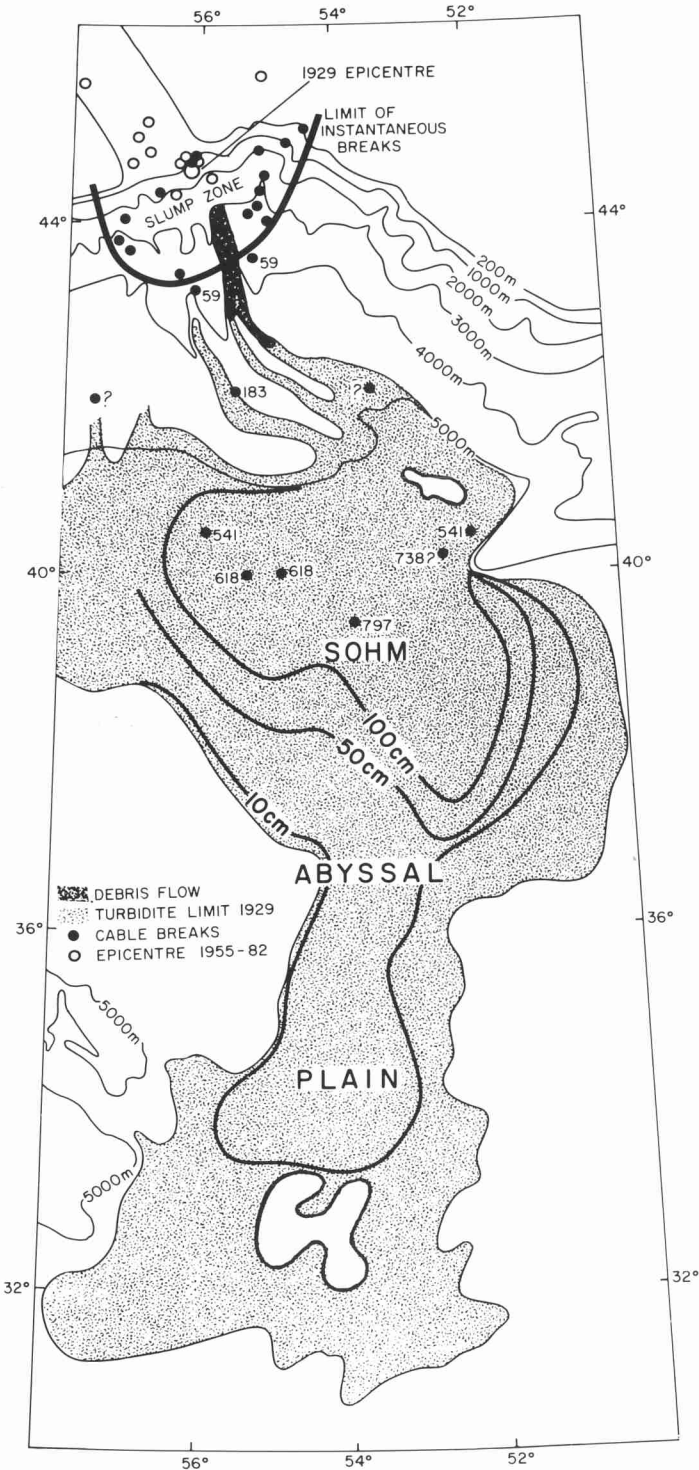 56°
54°
52°
1929 EPICENTRE
LIMIT OF
INSTANTANEOUS
BREAKS
SLUMP ZONE
44°
44°
59
59
200m
1000m
2000m
3000m
4000m
5000m
183
?
541
541
738?
618
618
797
40°
40°
SOHM
100cm
50cm
10cm
ABYSSAL
DEBRIS FLOW
TURBIDITE LIMIT 1929
CABLE BREAKS
EPICENTRE 1955-82
36°
36°
5000m
PLAIN
5000m
32°
32°
56°
54°
52°